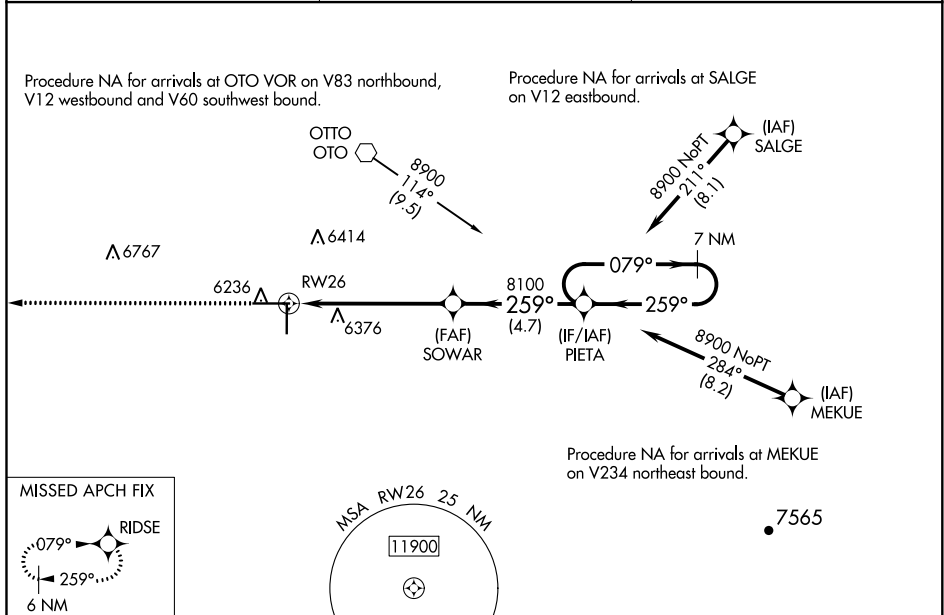 Procedure NA for arrivals at OTO VOR on V83 northbound,
V12 westbound and V60 southwest bound.
Procedure NA for arrivals at SALGE
on V12 eastbound.
OTTO
OTO
8900
114°
(9.5)
(IAF)
SALGE
8900 NoPT
211°
(8.1)
7 NM
079°
259°
6767
6414
6236
RW26
6376
8100
259°
(4.7)
(FAF)
SOWAR
(IF/IAF)
PIETA
8900 NoPT
284°
(8.2)
(IAF)
MEKUE
Procedure NA for arrivals at MEKUE
on V234 northeast bound.
7565
MISSED APCH FIX
RIDSE
079°
259°
6 NM
MSA RW26 25 NM
11900